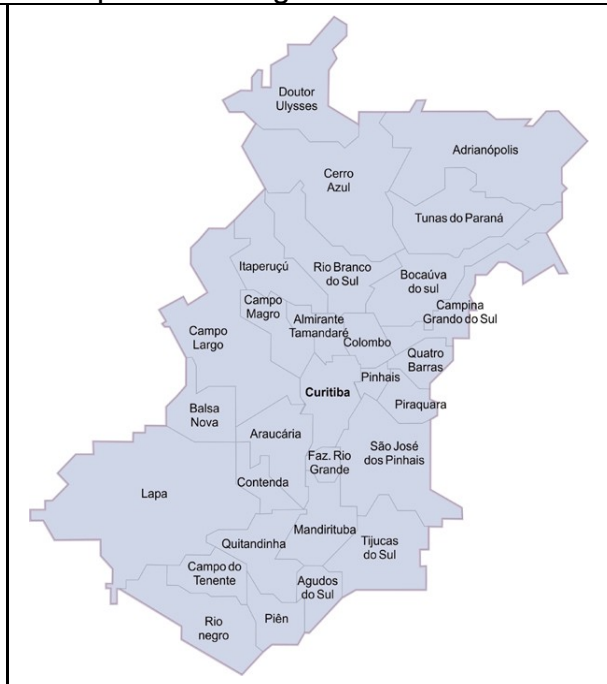 Doutor
Ulysses
Adrianópolis
Cerro
Azul
Tunas do Paraná
Itaperuçú
Rio Branco
do Sul
Bocaúva
do sul
Campo
Magro
Campina
Grando do Sul
Almirante
Tamandaré
Campo
Largo
Colombo
Quatro
Barras
Pinhais
Curitiba
Piraquara
Balsa
Nova
Araucária
São José
dos Pinhais
Faz. Rio
Grande
Contenda
Lapa
Mandirituba
Quitandinha
Tijucas
do Sul
Campo do
Tenente
Agudos
do Sul
Rio
negro
Piên